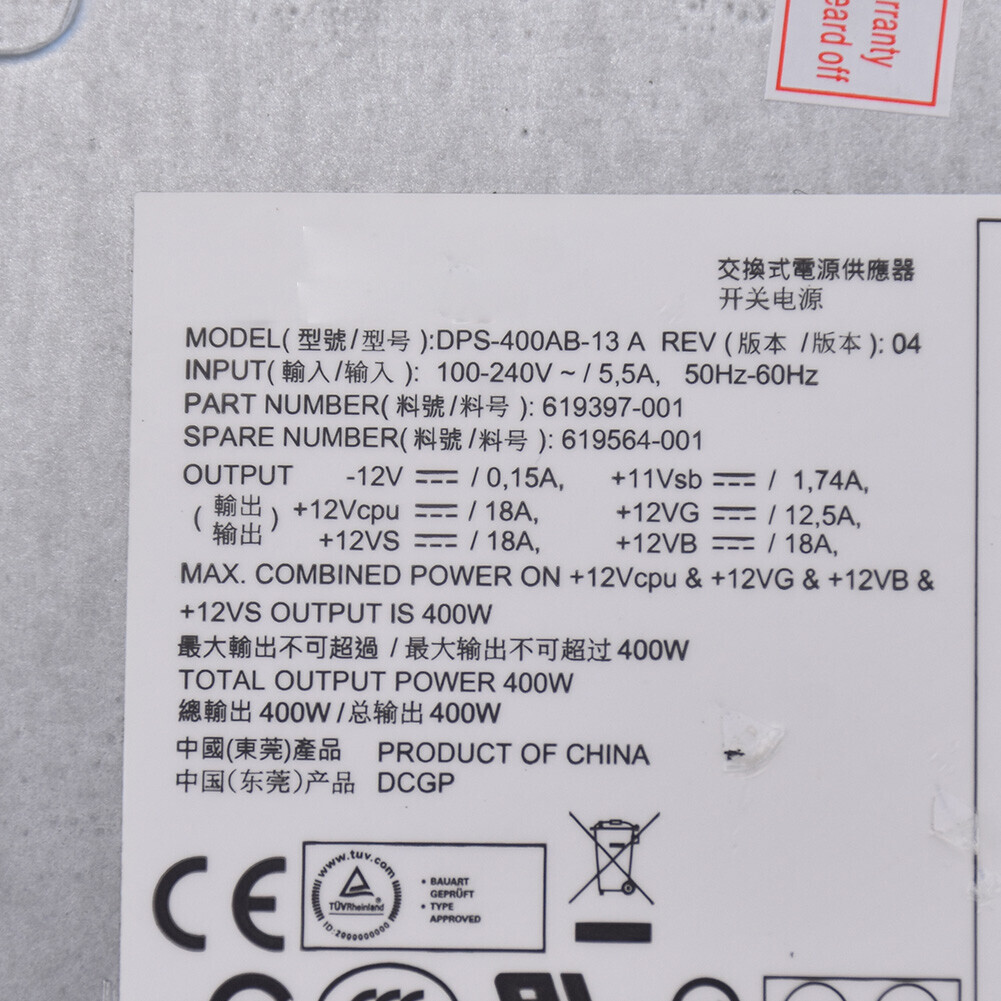 rranty
eard off
交換式電源供應器
开关电源
MODEL( 型號/型号 ):DPS-400AB-13 A REV ( 版本 /版本 ): 04
INPUT( 輸入/输入 ): 100-240V ~ / 5,5A, 50Hz-60Hz
PART NUMBER( 料號/料号 ): 619397-001
SPARE NUMBER( 料號/料号 ): 619564-001
OUTPUT -12V ⎓ / 0,15A, +11Vsb ⎓ / 1,74A,
( 輸出 输出 ) +12Vcpu ⎓ / 18A, +12VG ⎓ / 12,5A,
+12VS ⎓ / 18A, +12VB ⎓ / 18A,
MAX. COMBINED POWER ON +12Vcpu & +12VG & +12VB &
+12VS OUTPUT IS 400W
最大輸出不可超過 / 最大输出不可超过 400W
TOTAL OUTPUT POWER 400W
總輸出 400W / 总输出 400W
中國(東莞)產品 PRODUCT OF CHINA
中国(东莞)产品 DCGP
CE
www.tuv.com
TÜVRheinland
ID:2000000000
• BAUART
GEPRÜFT
• TYPE
APPROVED